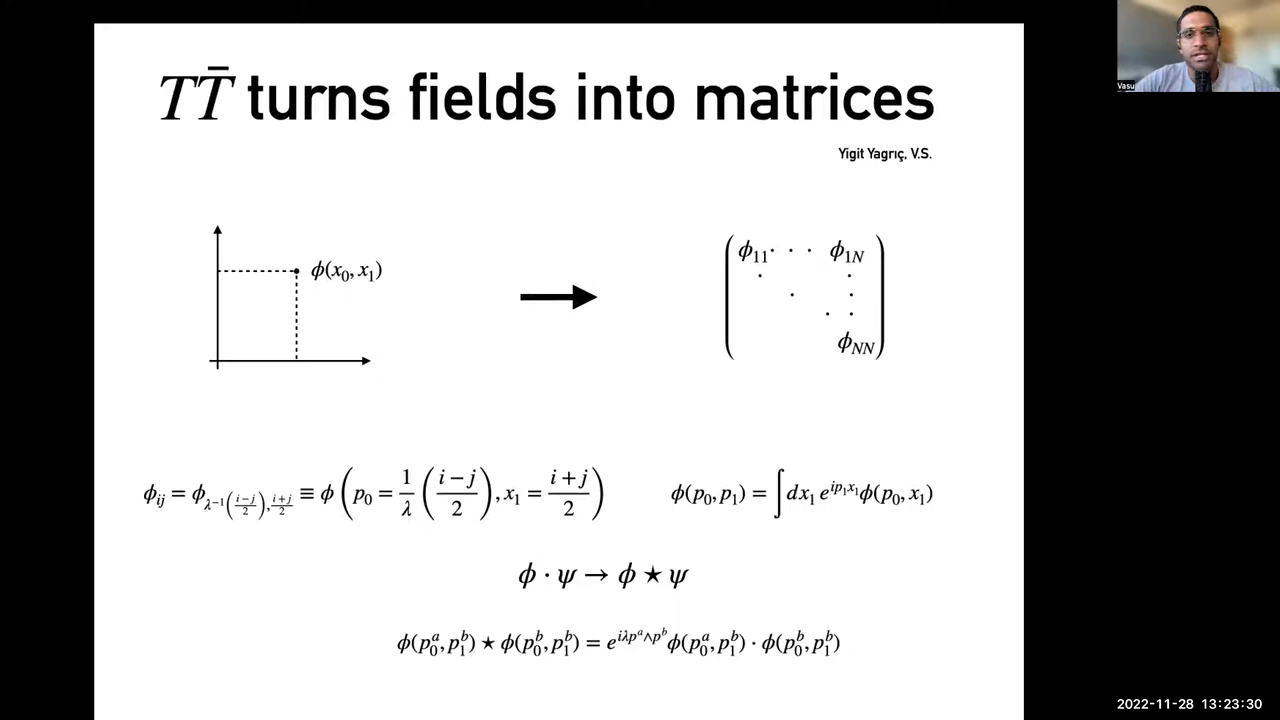 TT̄ turns fields into matrices
Vasu
Yigit Yagrıç, V.S.
ϕ(x₀, x₁)
ϕ₁₁ · · · ϕ₁N
ϕNN
ϕᵢⱼ = ϕ_{λ−1((i−j)/2), (i+j)/2} ≡ ϕ(p₀ = 1/λ ((i − j)/2), x₁ = (i + j)/2)
ϕ(p₀, p₁) = ∫dx₁ e^{ip₁x₁}ϕ(p₀, x₁)
ϕ · ψ → ϕ ⋆ ψ
ϕ(p₀ᵃ, p₁ᵇ) ⋆ ϕ(p₀ᵇ, p₁ᵇ) = e^{iλpᵃ∧pᵇ}ϕ(p₀ᵃ, p₁ᵇ) · ϕ(p₀ᵇ, p₁ᵇ)
2022-11-28 13:23:30